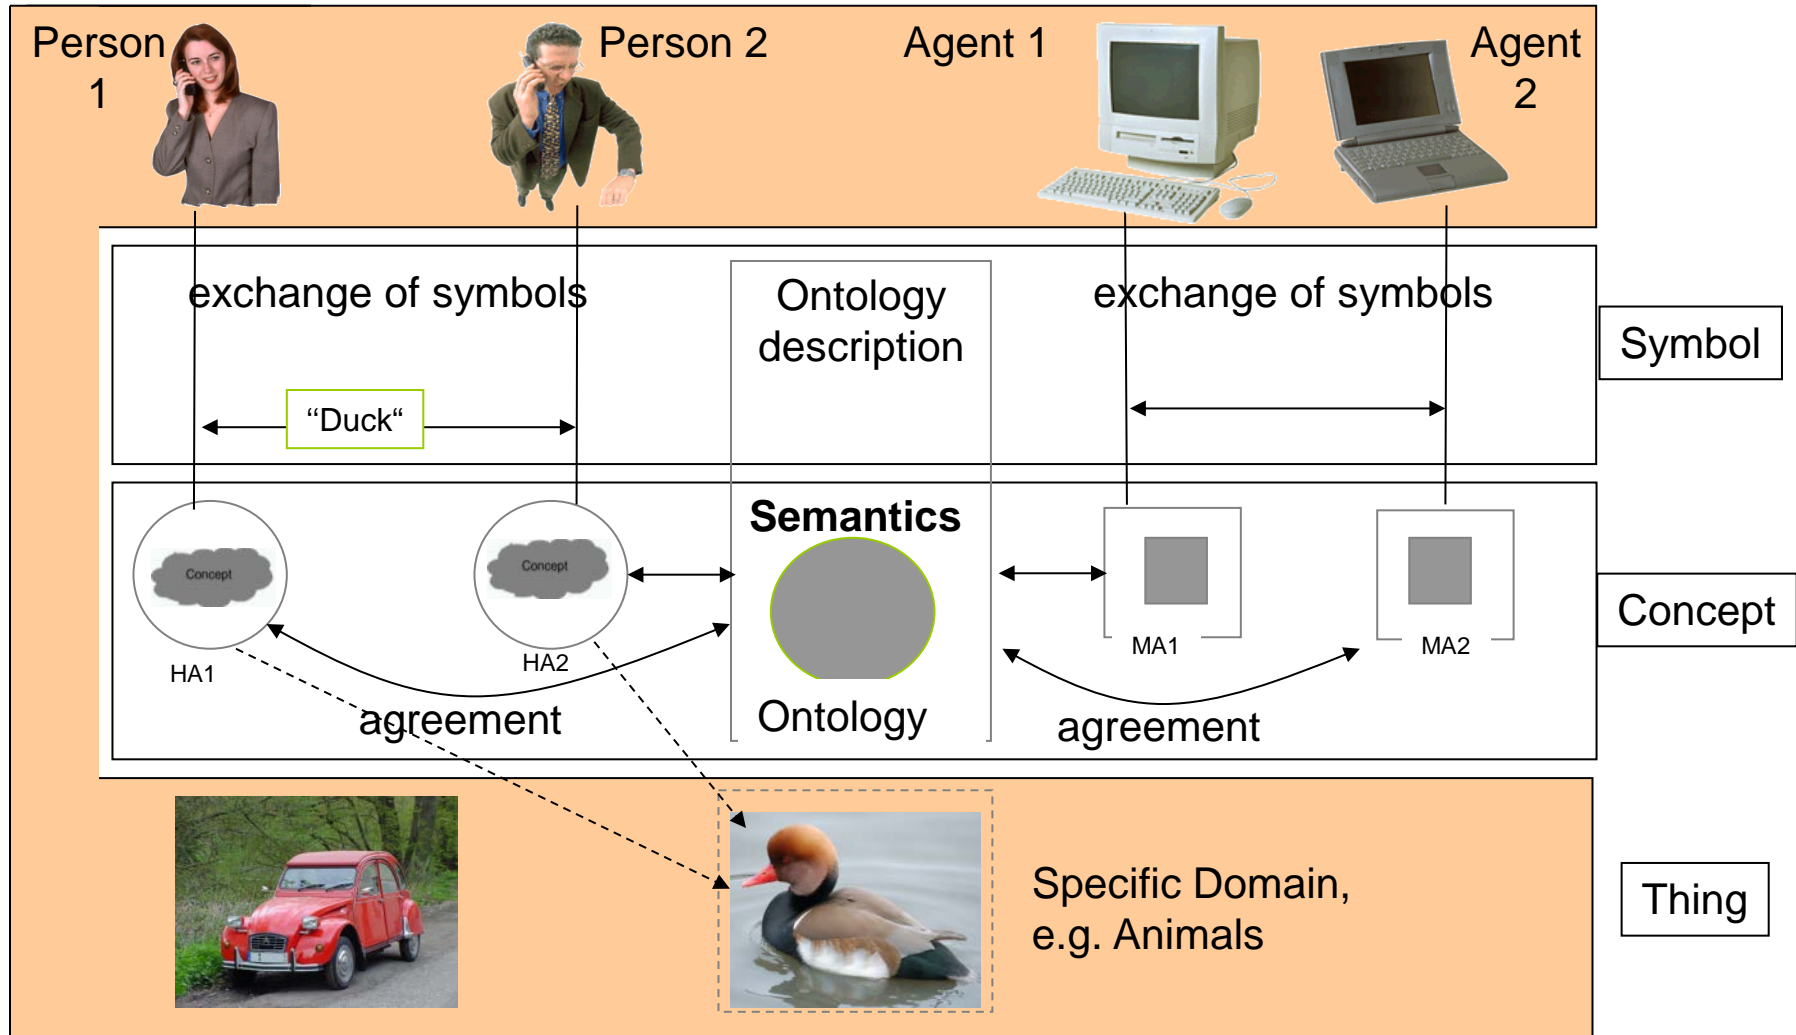 Person
1
Person 2
Agent 1
Agent
2
exchange of symbols
Ontology
description
exchange of symbols
Symbol
“Duck“
Semantics
Concept
Concept
Concept
HA1
HA2
MA1
MA2
agreement
Ontology
agreement
Specific Domain,
e.g. Animals
Thing